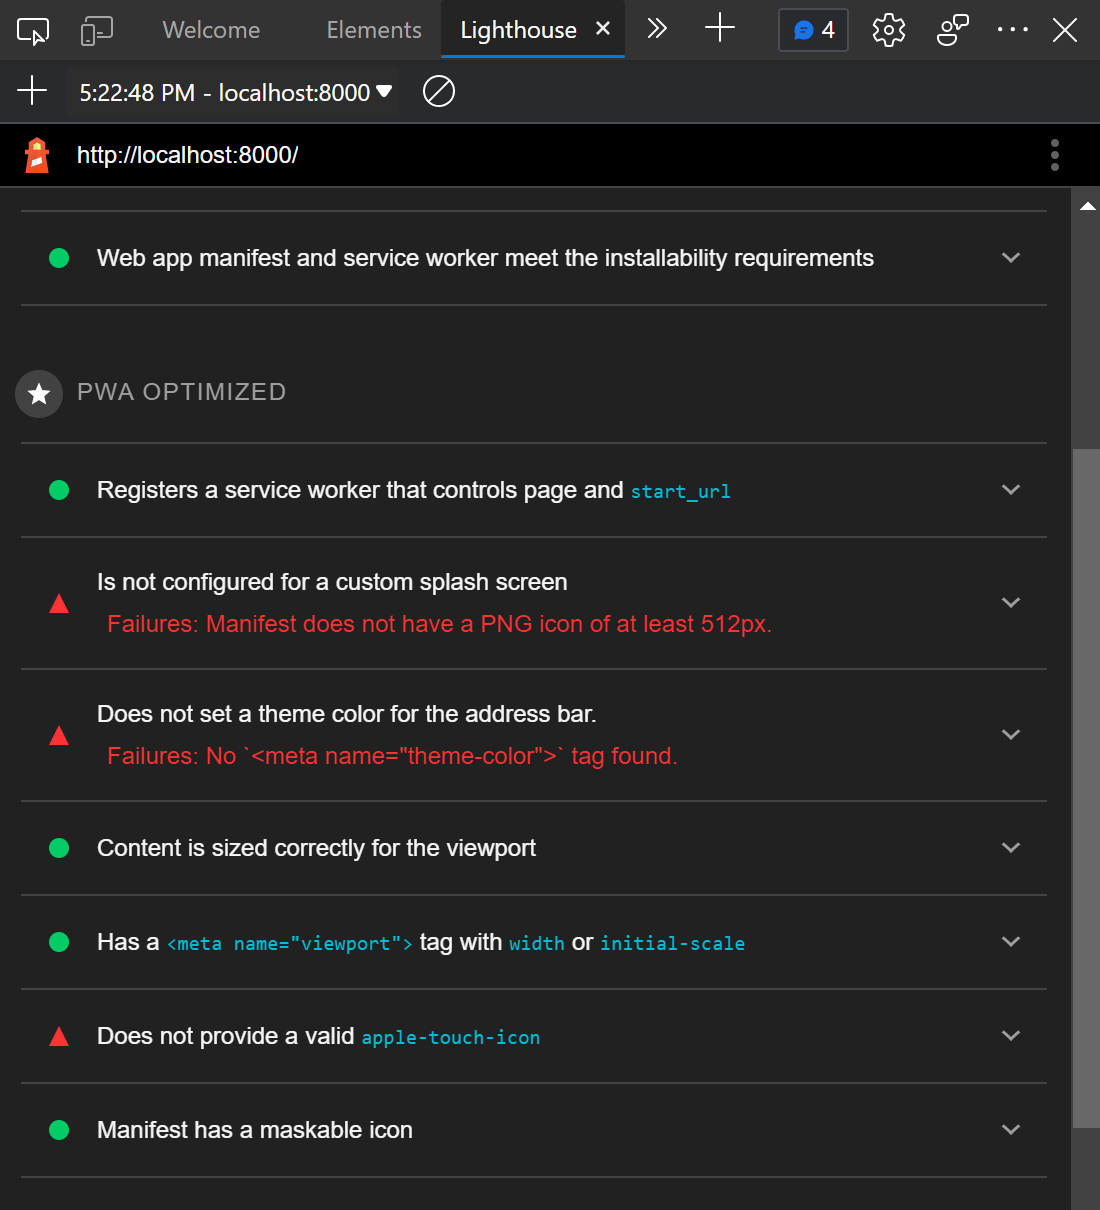 Welcome Elements Lighthouse 4
5:22:48 PM - localhost:8000
http://localhost:8000/
Web app manifest and service worker meet the installability requirements
PWA OPTIMIZED
Registers a service worker that controls page and start_url
Is not configured for a custom splash screen
Failures: Manifest does not have a PNG icon of at least 512px.
Does not set a theme color for the address bar.
Failures: No `<meta name="theme-color">` tag found.
Content is sized correctly for the viewport
Has a <meta name="viewport"> tag with width or initial-scale
Does not provide a valid apple-touch-icon
Manifest has a maskable icon